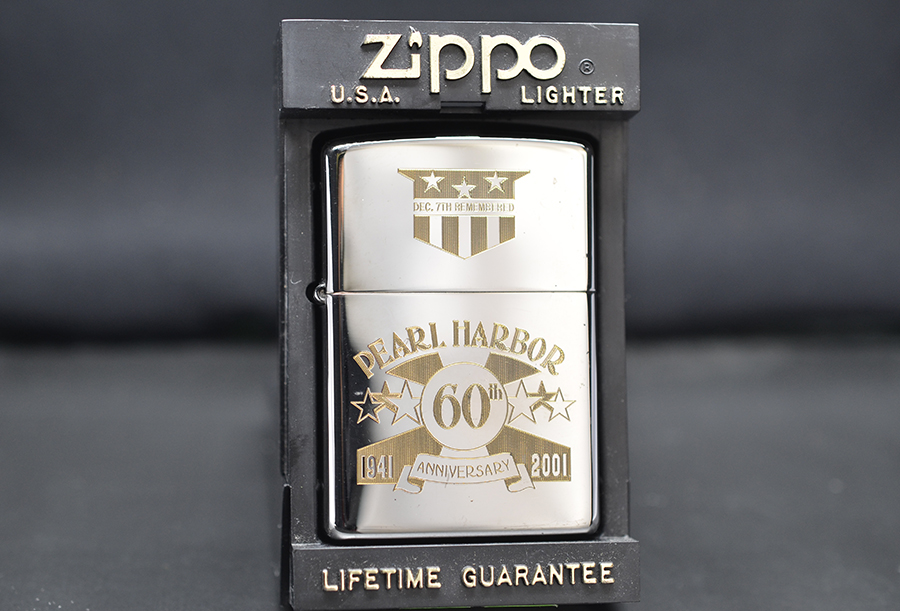 zippo ®
U.S.A. LIGHTER
DEC. 7TH REMEMBERED
PEARL HARBOR
60th
1941 ANNIVERSARY 2001
LIFETIME GUARANTEE